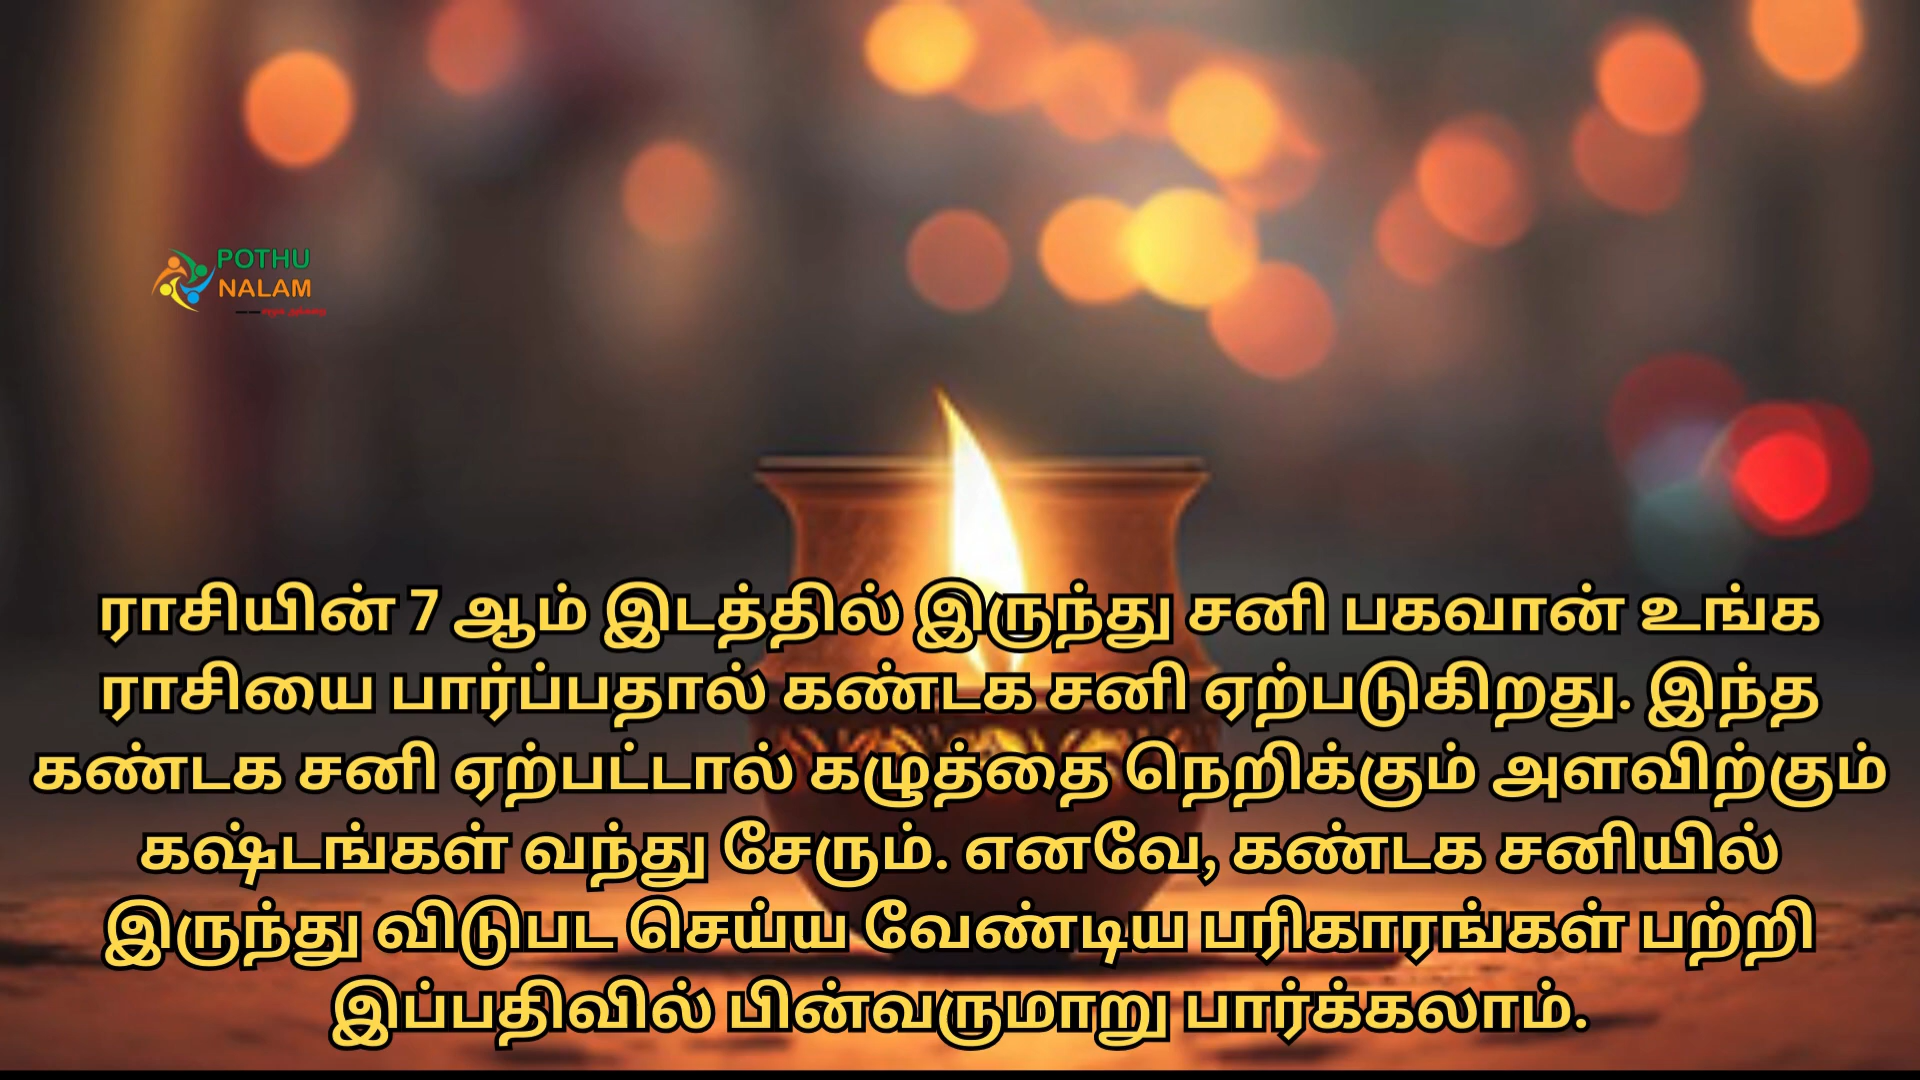 POTHU
NALAM
ராசியின் 7 ஆம் இடத்தில் இருந்து சனி பகவான் உங்க
ராசியை பார்ப்பதால் கண்டக சனி ஏற்படுகிறது. இந்த
கண்டக சனி ஏற்பட்டால் கழுத்தை நெறிக்கும் அளவிற்கும்
கஷ்டங்கள் வந்து சேரும். எனவே, கண்டக சனியில்
இருந்து விடுபட செய்ய வேண்டிய பரிகாரங்கள் பற்றி
இப்பதிவில் பின்வருமாறு பார்க்கலாம்.